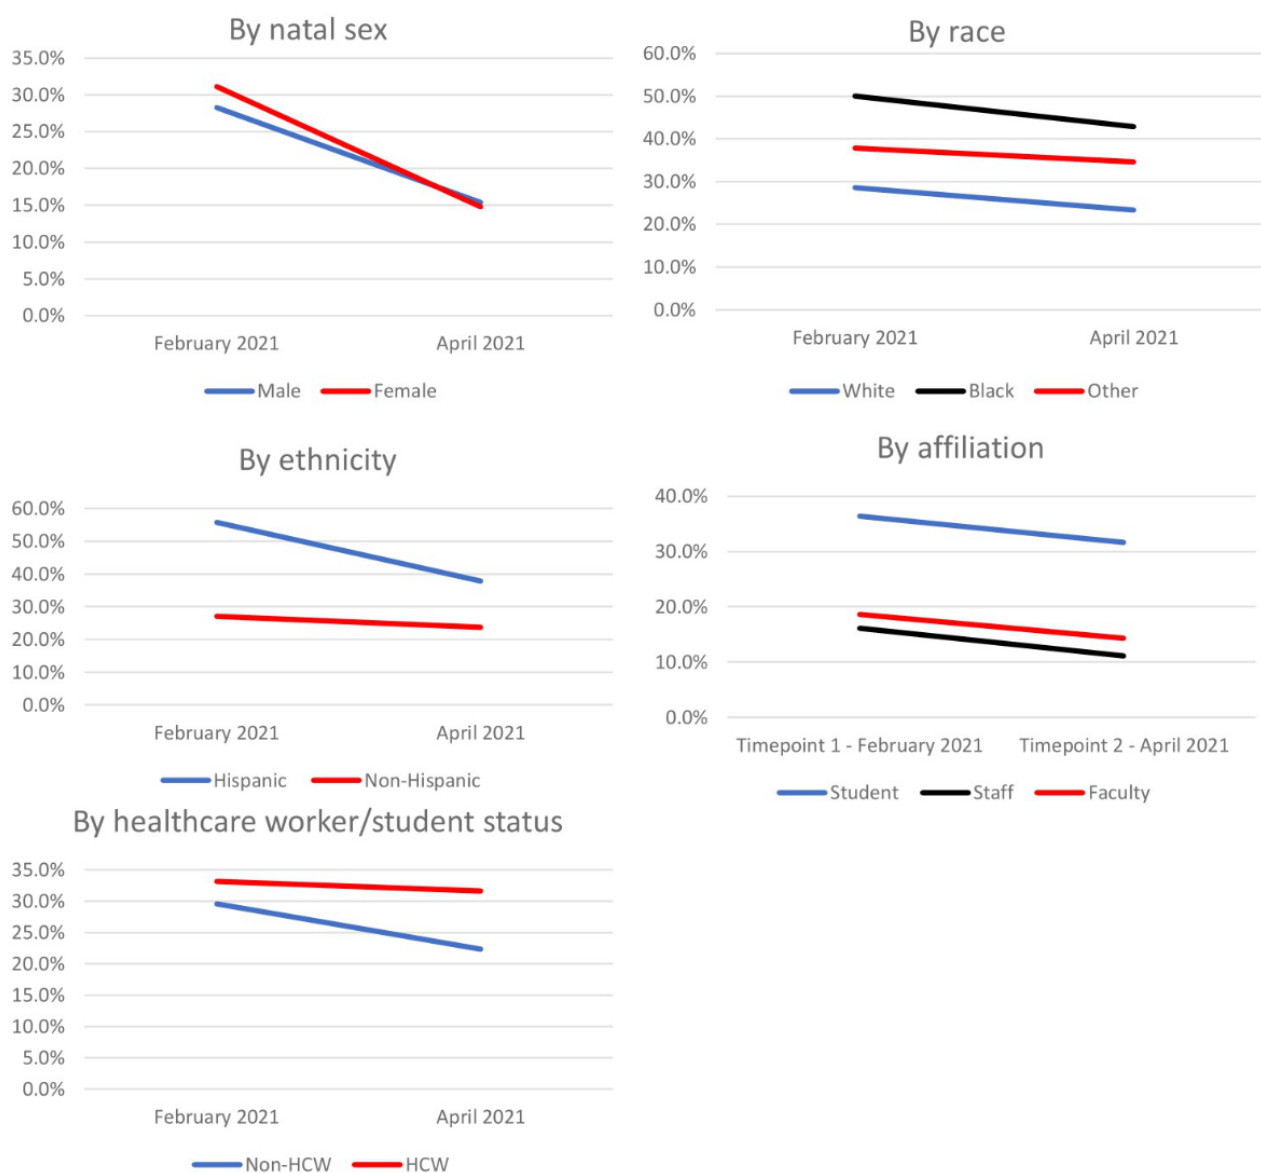 By natal sex
35.0%
30.0%
25.0%
20.0%
15.0%
10.0%
5.0%
0.0%
February 2021 April 2021
Male Female
By race
60.0%
50.0%
40.0%
30.0%
20.0%
10.0%
0.0%
February 2021 April 2021
White Black Other
By ethnicity
60.0%
50.0%
40.0%
30.0%
20.0%
10.0%
0.0%
February 2021 April 2021
Hispanic Non-Hispanic
By affiliation
40.0%
30.0%
20.0%
10.0%
0.0%
Timepoint 1 - February 2021 Timepoint 2 - April 2021
Student Staff Faculty
By healthcare worker/student status
35.0%
30.0%
25.0%
20.0%
15.0%
10.0%
5.0%
0.0%
February 2021 April 2021
Non-HCW HCW